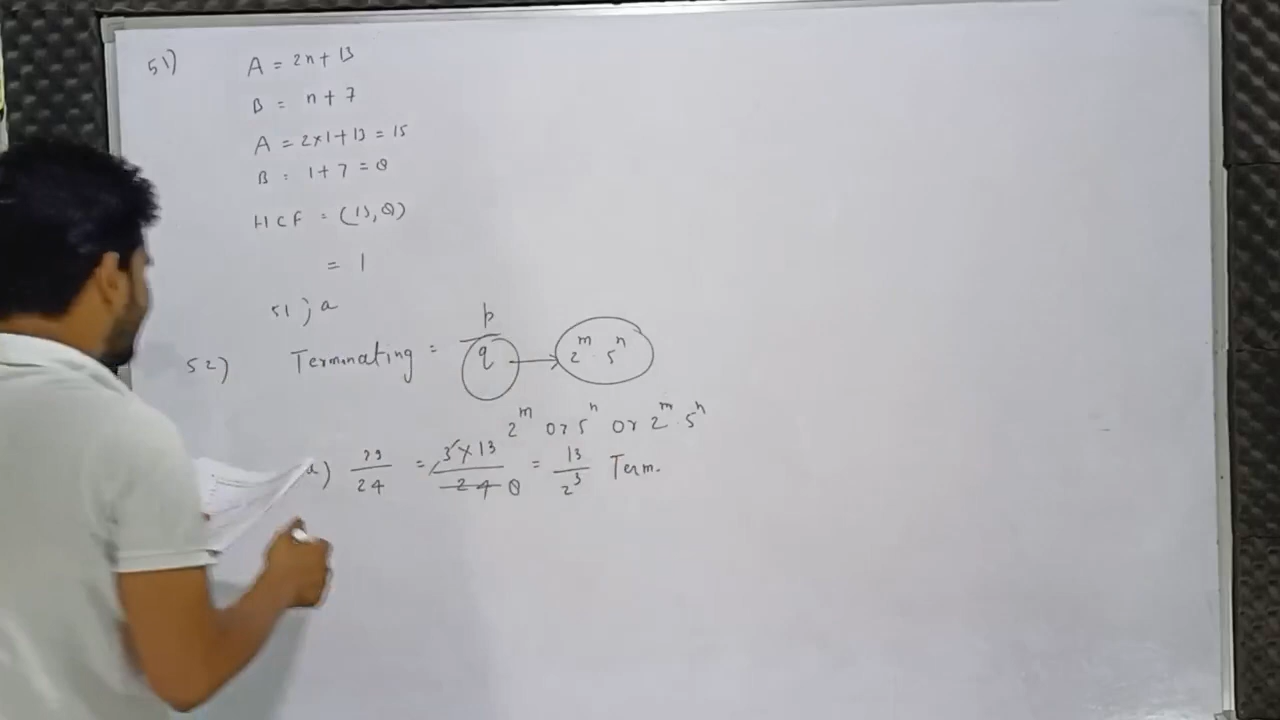 51)
A = 2n + 13
B = n + 7
A = 2×1 + 13 = 15
B = 1 + 7 = 8
HCF = (15, 8)
= 1
51; a
52) Terminating = p/q → 2^m · 5^n
2^m or 5^n or 2^m · 5^n
a) 39/24 = 3×13/24 8 = 13/2^3 Term.